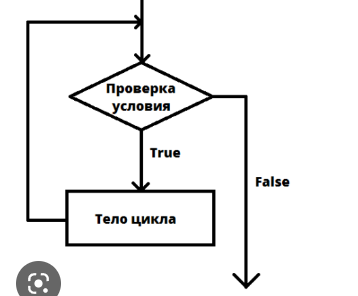 Проверка
условия
True
False
Тело цикла